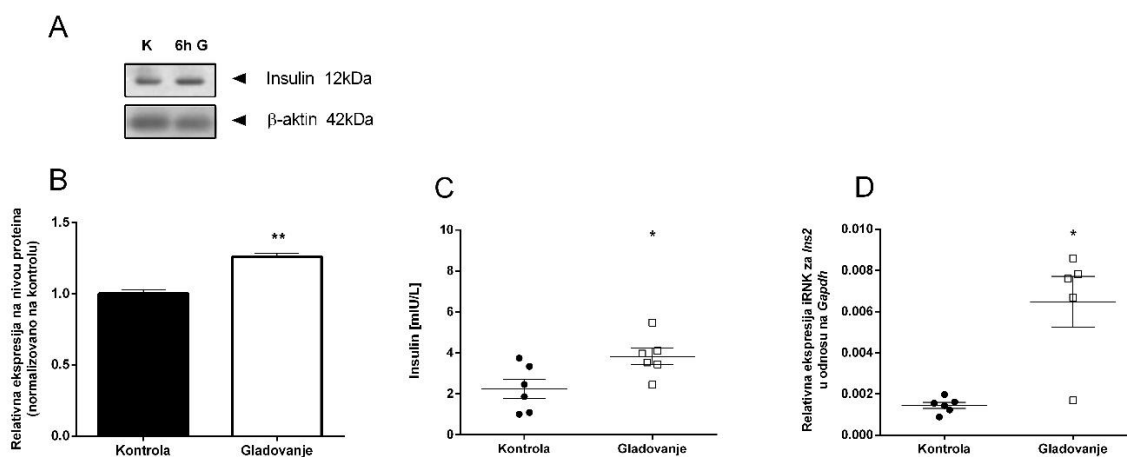 A
K 6h G
Insulin 12kDa
β-aktin 42kDa
B
Relativna ekspresija na nivou proteina
(normalizovano na kontrolu)
1.5
1.0
0.5
0.0
**
Kontrola Gladovanje
C
Insulin [mIU/L]
10
8
6
4
2
0
*
Kontrola Gladovanje
D
Relativna ekspresija iRNK za Ins2
u odnosu na Gapdh
0.010
0.008
0.006
0.004
0.002
0.000
*
Kontrola Gladovanje